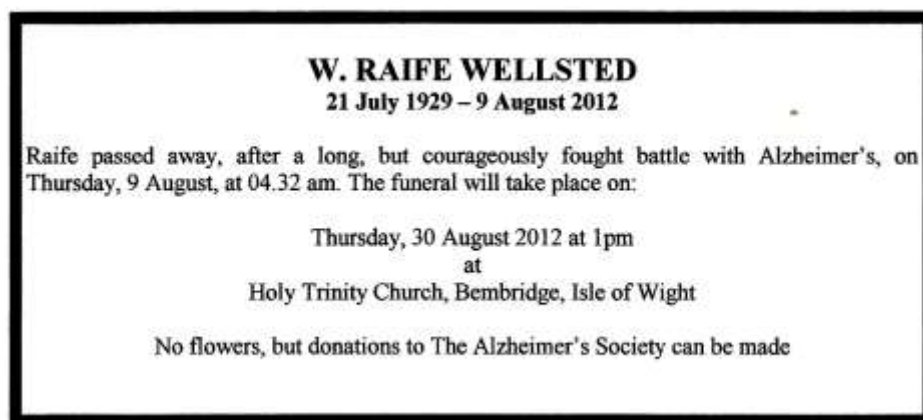 W. RAIFE WELLSTED
21 July 1929 – 9 August 2012
Raife passed away, after a long, but courageously fought battle with Alzheimer's, on
Thursday, 9 August, at 04.32 am. The funeral will take place on:
Thursday, 30 August 2012 at 1pm
at
Holy Trinity Church, Bembridge, Isle of Wight
No flowers, but donations to The Alzheimer's Society can be made